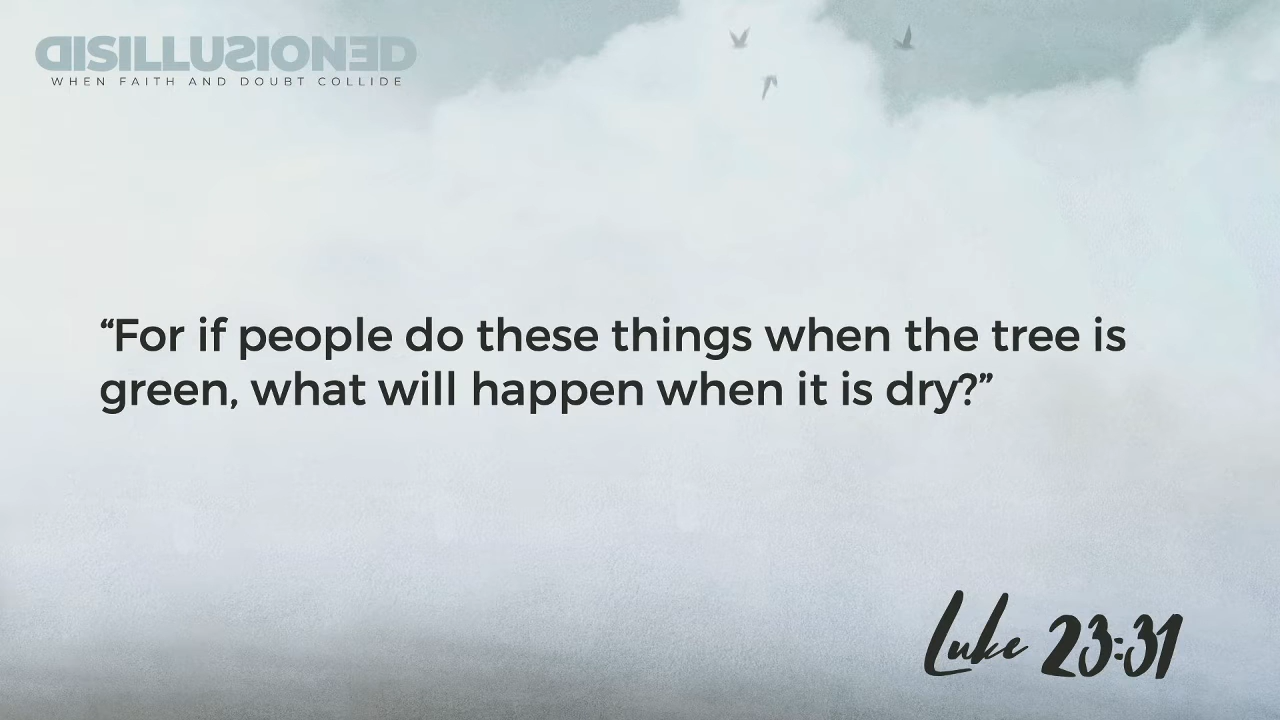 DISILLUSIONED
WHEN FAITH AND DOUBT COLLIDE
“For if people do these things when the tree is
green, what will happen when it is dry?”
Luke 23:31